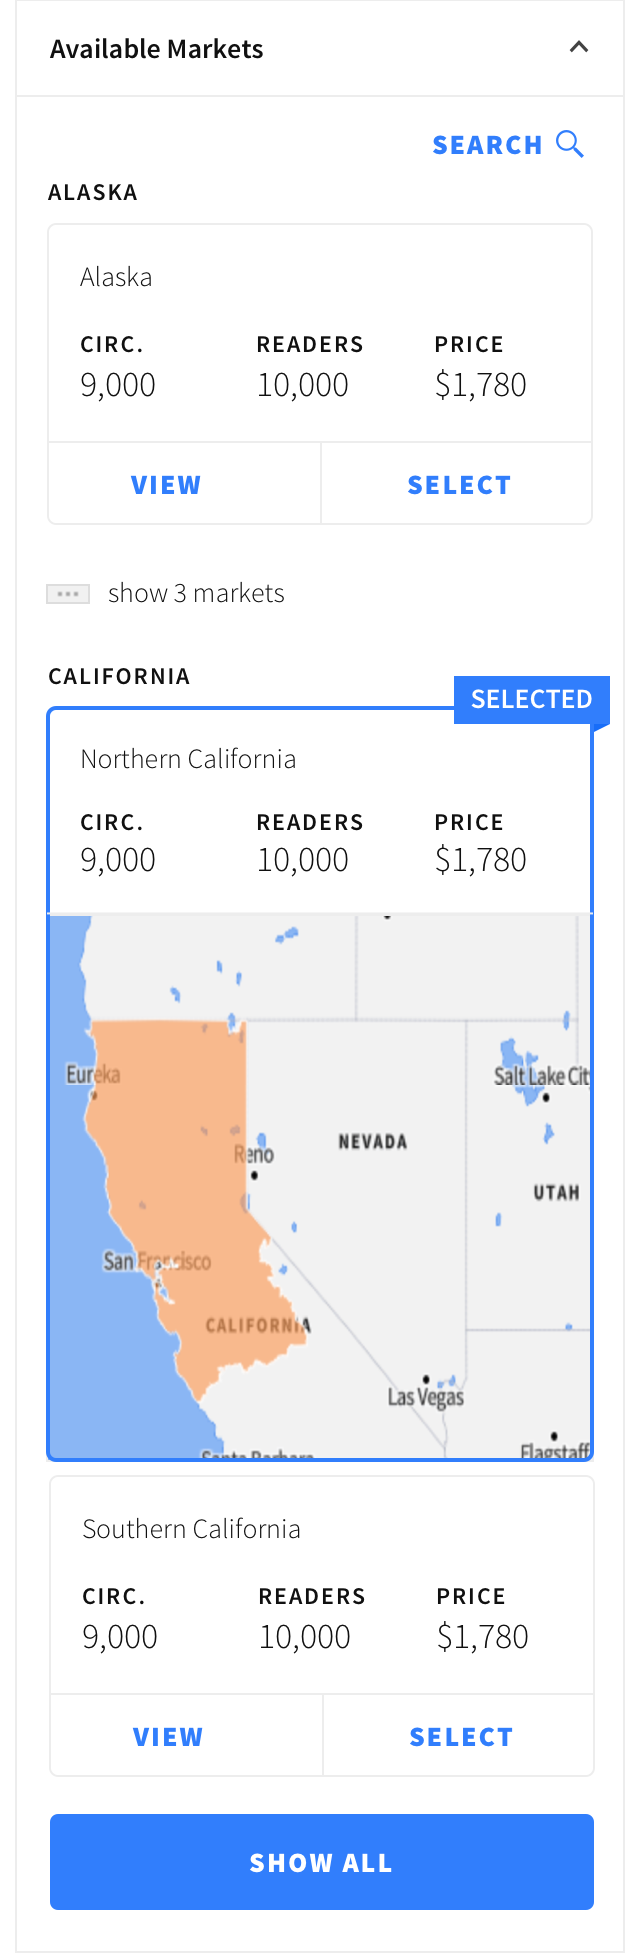 Available Markets
SEARCH
ALASKA
Alaska
CIRC. READERS PRICE
9,000 10,000 $1,780
VIEW SELECT
show 3 markets
CALIFORNIA
SELECTED
Northern California
CIRC. READERS PRICE
9,000 10,000 $1,780
Eureka
Salt Lake Cit
NEVADA
Reno
UTAH
San Francisco
CALIFORNIA
Las Vegas
Santa Barbara
Flagstaff
Southern California
CIRC. READERS PRICE
9,000 10,000 $1,780
VIEW SELECT
SHOW ALL